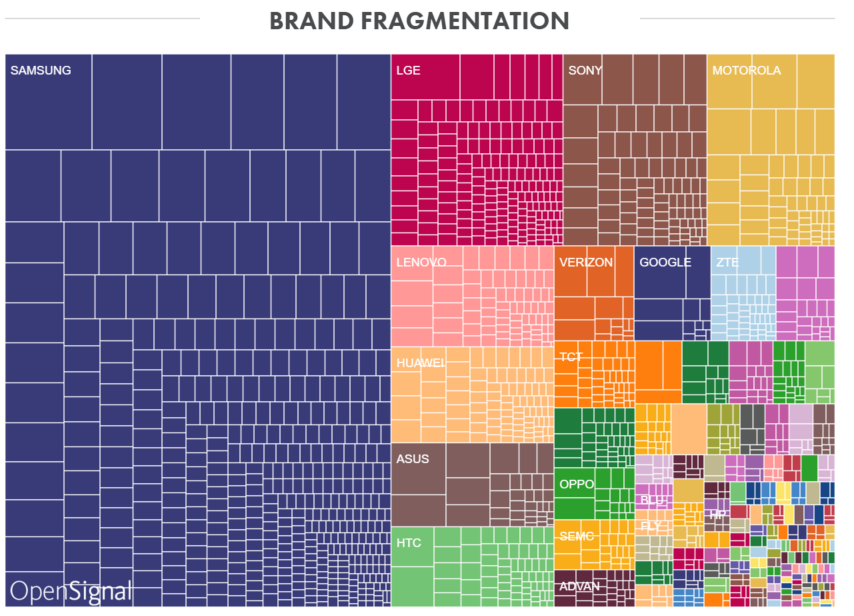 BRAND FRAGMENTATION
SAMSUNG
LGE
SONY
MOTOROLA
LENOVO
VERIZON
GOOGLE
ZTE
HUAWEI
TCT
ASUS
OPPO
BLU
HP
FLY
HTC
SEMC
ADVAN
OpenSignal